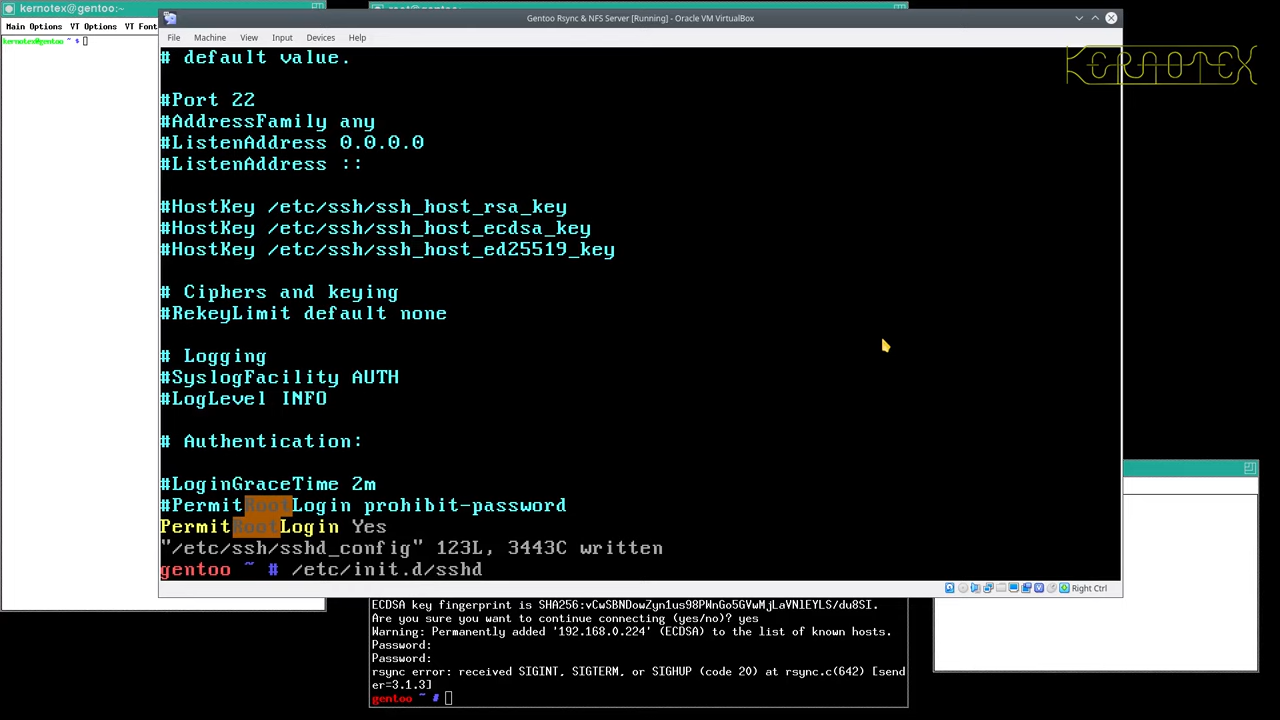 kernotex@gentoo:~
Gentoo Rsync & NFS Server [Running] - Oracle VM VirtualBox
Main Options VT Options VT Font
File Machine View Input Devices Help
kernotex@gentoo ~ $
KERNOTEX
# default value.
#Port 22
#AddressFamily any
#ListenAddress 0.0.0.0
#ListenAddress ::
#HostKey /etc/ssh/ssh_host_rsa_key
#HostKey /etc/ssh/ssh_host_ecdsa_key
#HostKey /etc/ssh/ssh_host_ed25519_key
# Ciphers and keying
#RekeyLimit default none
# Logging
#SyslogFacility AUTH
#LogLevel INFO
# Authentication:
#LoginGraceTime 2m
#PermitRootLogin prohibit-password
PermitRootLogin Yes
"/etc/ssh/sshd_config" 123L, 3443C written
gentoo ~ # /etc/init.d/sshd
Right Ctrl
ECDSA key fingerprint is SHA256:vCwSBNDowZyn1us98PWnGo5GVwMjLaVNlEYLS/du8SI.
Are you sure you want to continue connecting (yes/no)? yes
Warning: Permanently added '192.168.0.224' (ECDSA) to the list of known hosts.
Password:
Password:
rsync error: received SIGINT, SIGTERM, or SIGHUP (code 20) at rsync.c(642) [send
er=3.1.3]
gentoo ~ #